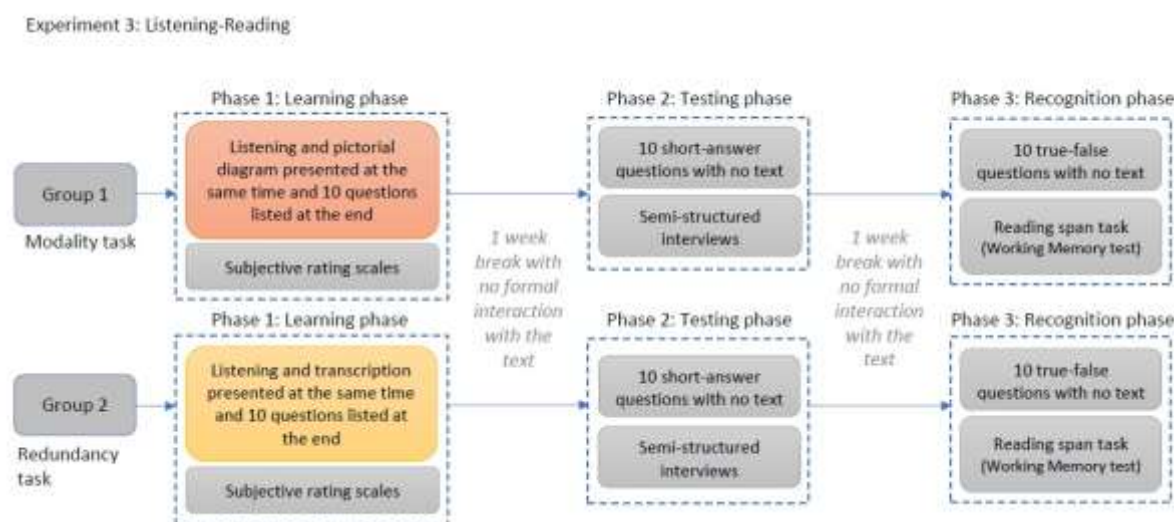 Experiment 3: Listening-Reading
Phase 1: Learning phase
Phase 2: Testing phase
Phase 3: Recognition phase
Group 1
Modality task
Listening and pictorial
diagram presented at the
same time and 10 questions
listed at the end
Subjective rating scales
1 week
break with
no formal
interaction
with the
text
10 short-answer
questions with no text
Semi-structured
interviews
1 week
break with
no formal
interaction
with the
text
10 true-false
questions with no text
Reading span task
(Working Memory test)
Phase 1: Learning phase
Phase 2: Testing phase
Phase 3: Recognition phase
Group 2
Redundancy
task
Listening and transcription
presented at the same time
and 10 questions listed at
the end
Subjective rating scales
10 short-answer
questions with no text
Semi-structured
interviews
10 true-false
questions with no text
Reading span task
(Working Memory test)